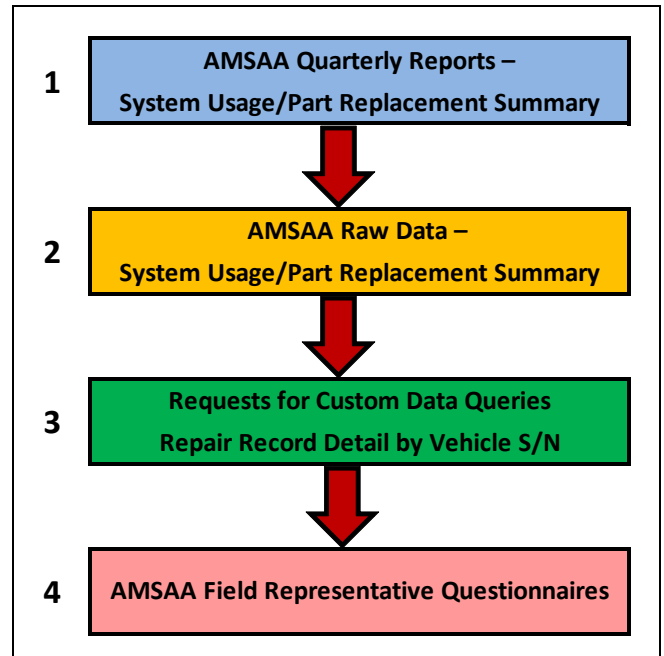 1
AMSAA Quarterly Reports –
System Usage/Part Replacement Summary
2
AMSAA Raw Data –
System Usage/Part Replacement Summary
3
Requests for Custom Data Queries
Repair Record Detail by Vehicle S/N
4
AMSAA Field Representative Questionnaires